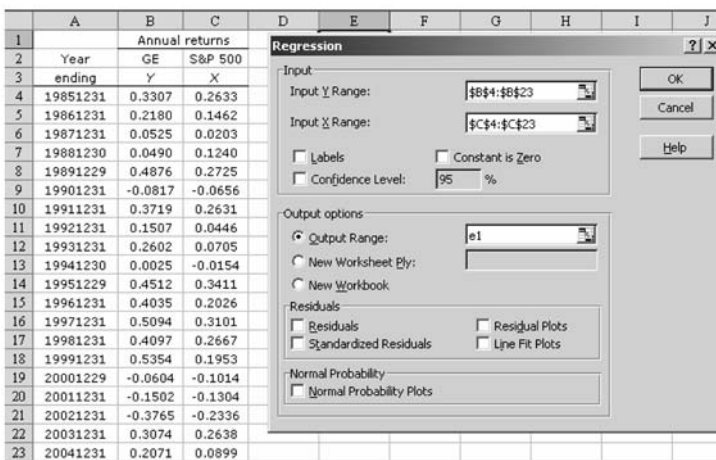 A B C D E F G H I J
1 Annual returns
2 Year GE S&P 500
3 ending Y X
4 19851231 0.3307 0.2633
5 19861231 0.2180 0.1462
6 19871231 0.0525 0.0203
7 19881230 0.0490 0.1240
8 19891229 0.4876 0.2725
9 19901231 -0.0817 -0.0656
10 19911231 0.3719 0.2631
11 19921231 0.1507 0.0446
12 19931231 0.2602 0.0705
13 19941230 0.0025 -0.0154
14 19951229 0.4512 0.3411
15 19961231 0.4035 0.2026
16 19971231 0.5094 0.3101
17 19981231 0.4097 0.2667
18 19991231 0.5354 0.1953
19 20001229 -0.0604 -0.1014
20 20011231 -0.1502 -0.1304
21 20021231 -0.3765 -0.2336
22 20031231 0.3074 0.2638
23 20041231 0.2071 0.0899
Regression
? ×
Input
Input Y Range: $B$4:$B$23
Input X Range: $C$4:$C$23
Labels Constant is Zero
Confidence Level: 95 %
OK
Cancel
Help
Output options
Output Range: e1
New Worksheet Ply:
New Workbook
Residuals
Residuals Residual Plots
Standardized Residuals Line Fit Plots
Normal Probability
Normal Probability Plots